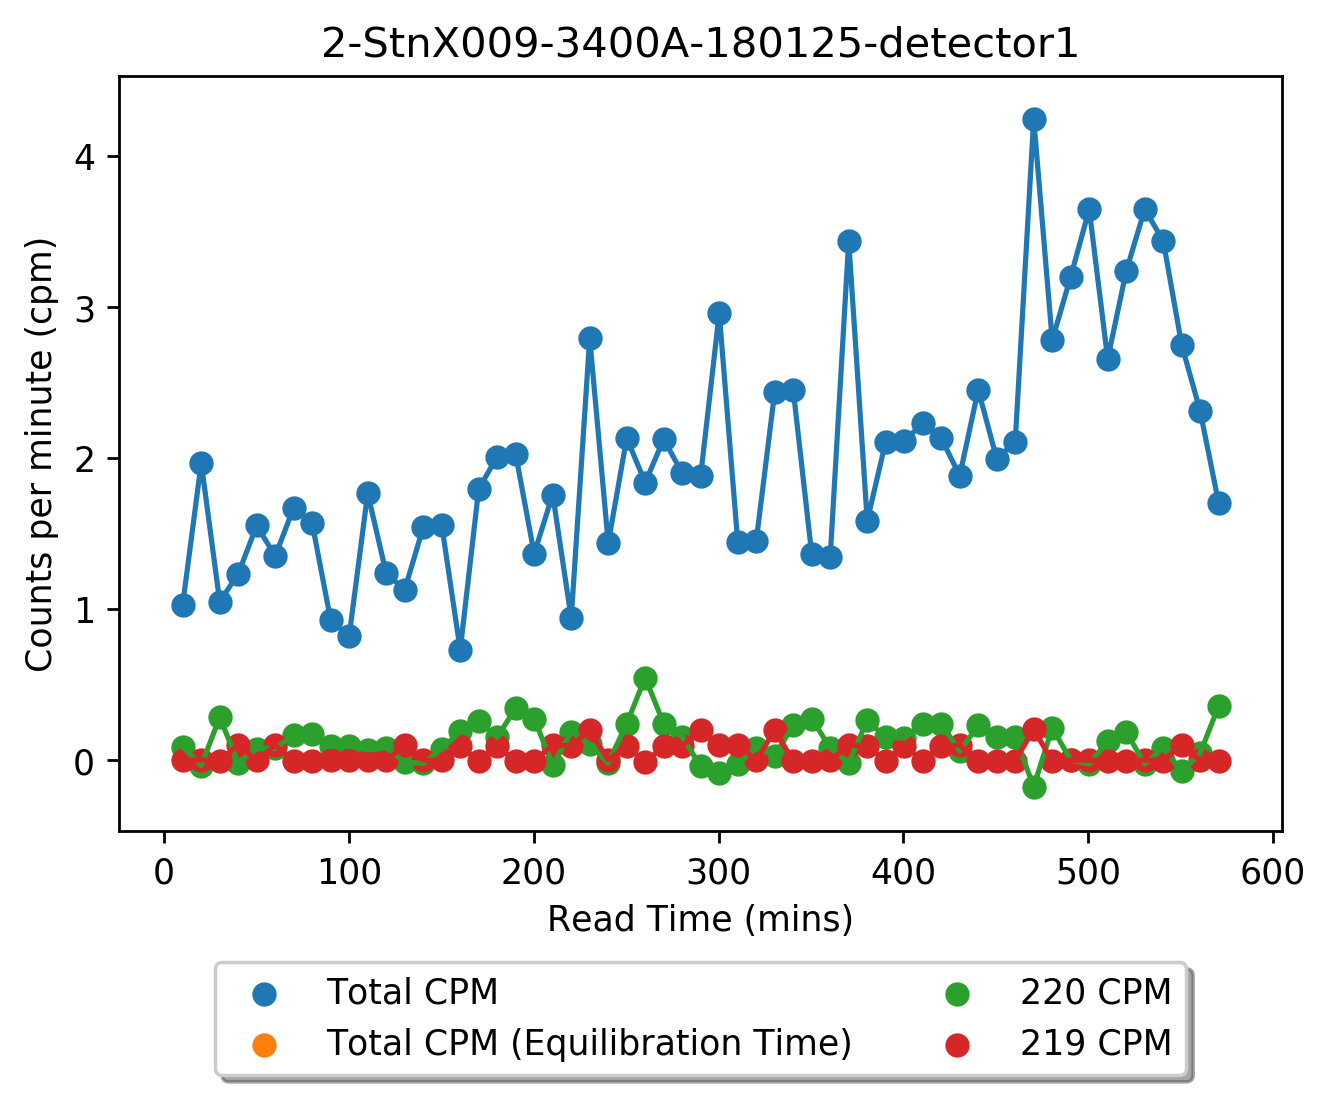 2-StnX009-3400A-180125-detector1
Counts per minute (cpm)
4
3
2
1
0
0 100 200 300 400 500 600
Read Time (mins)
Total CPM
Total CPM (Equilibration Time)
220 CPM
219 CPM